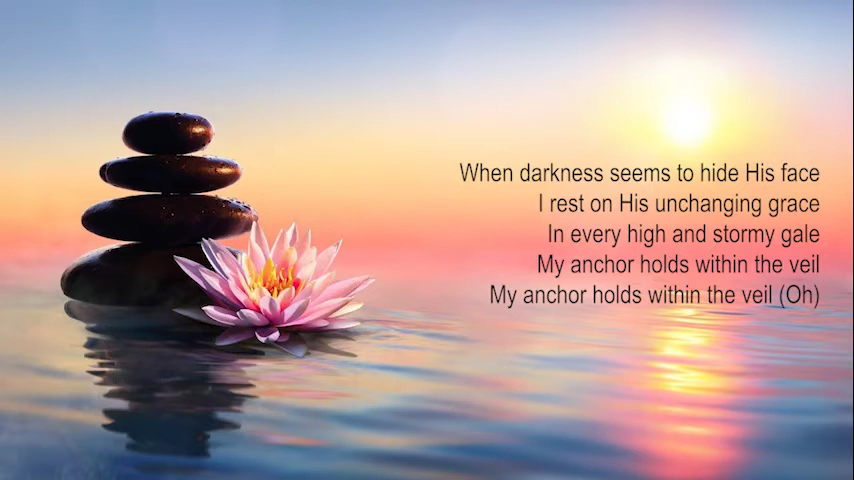 When darkness seems to hide His face
I rest on His unchanging grace
In every high and stormy gale
My anchor holds within the veil
My anchor holds within the veil (Oh)